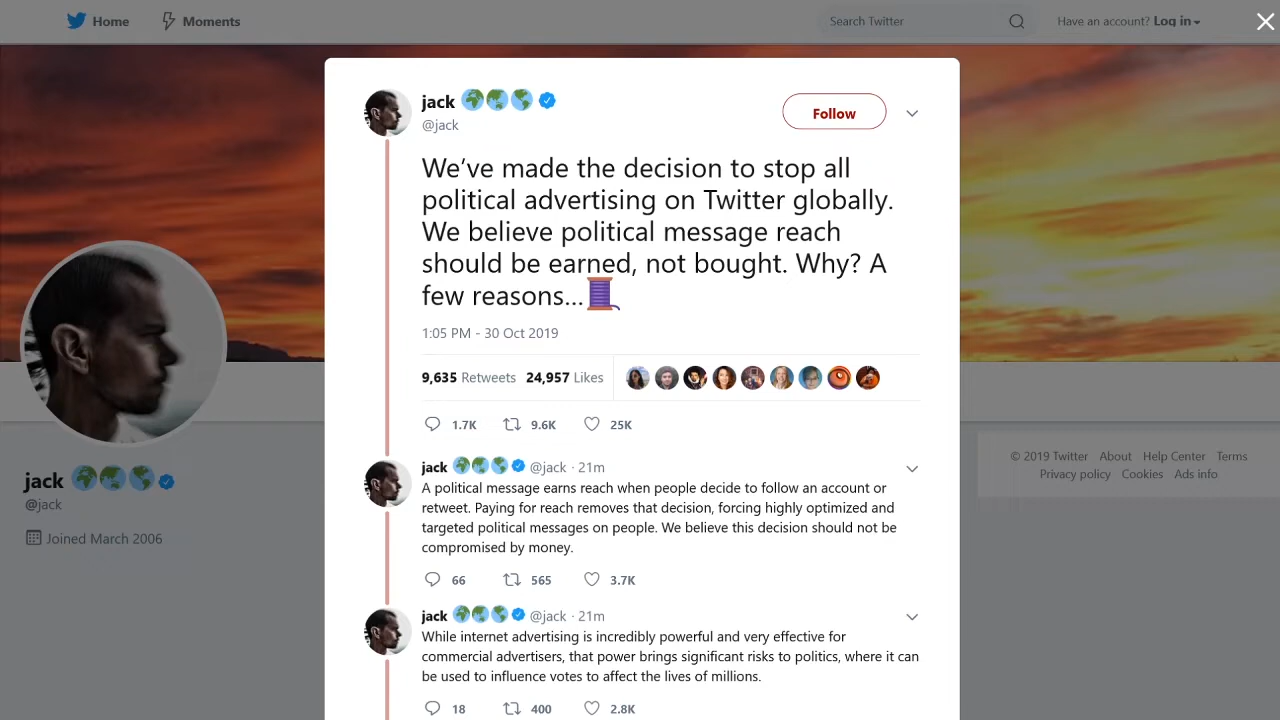 Home Moments Search Twitter Have an account? Log in
jack
@jack
Follow
We’ve made the decision to stop all
political advertising on Twitter globally.
We believe political message reach
should be earned, not bought. Why? A
few reasons…🧵
1:05 PM - 30 Oct 2019
9,635 Retweets 24,957 Likes
1.7K 9.6K 25K
jack @jack · 21m
A political message earns reach when people decide to follow an account or
retweet. Paying for reach removes that decision, forcing highly optimized and
targeted political messages on people. We believe this decision should not be
compromised by money.
66 565 3.7K
jack @jack · 21m
While internet advertising is incredibly powerful and very effective for
commercial advertisers, that power brings significant risks to politics, where it can
be used to influence votes to affect the lives of millions.
18 400 2.8K
jack
@jack
Joined March 2006
© 2019 Twitter About Help Center Terms
Privacy policy Cookies Ads info